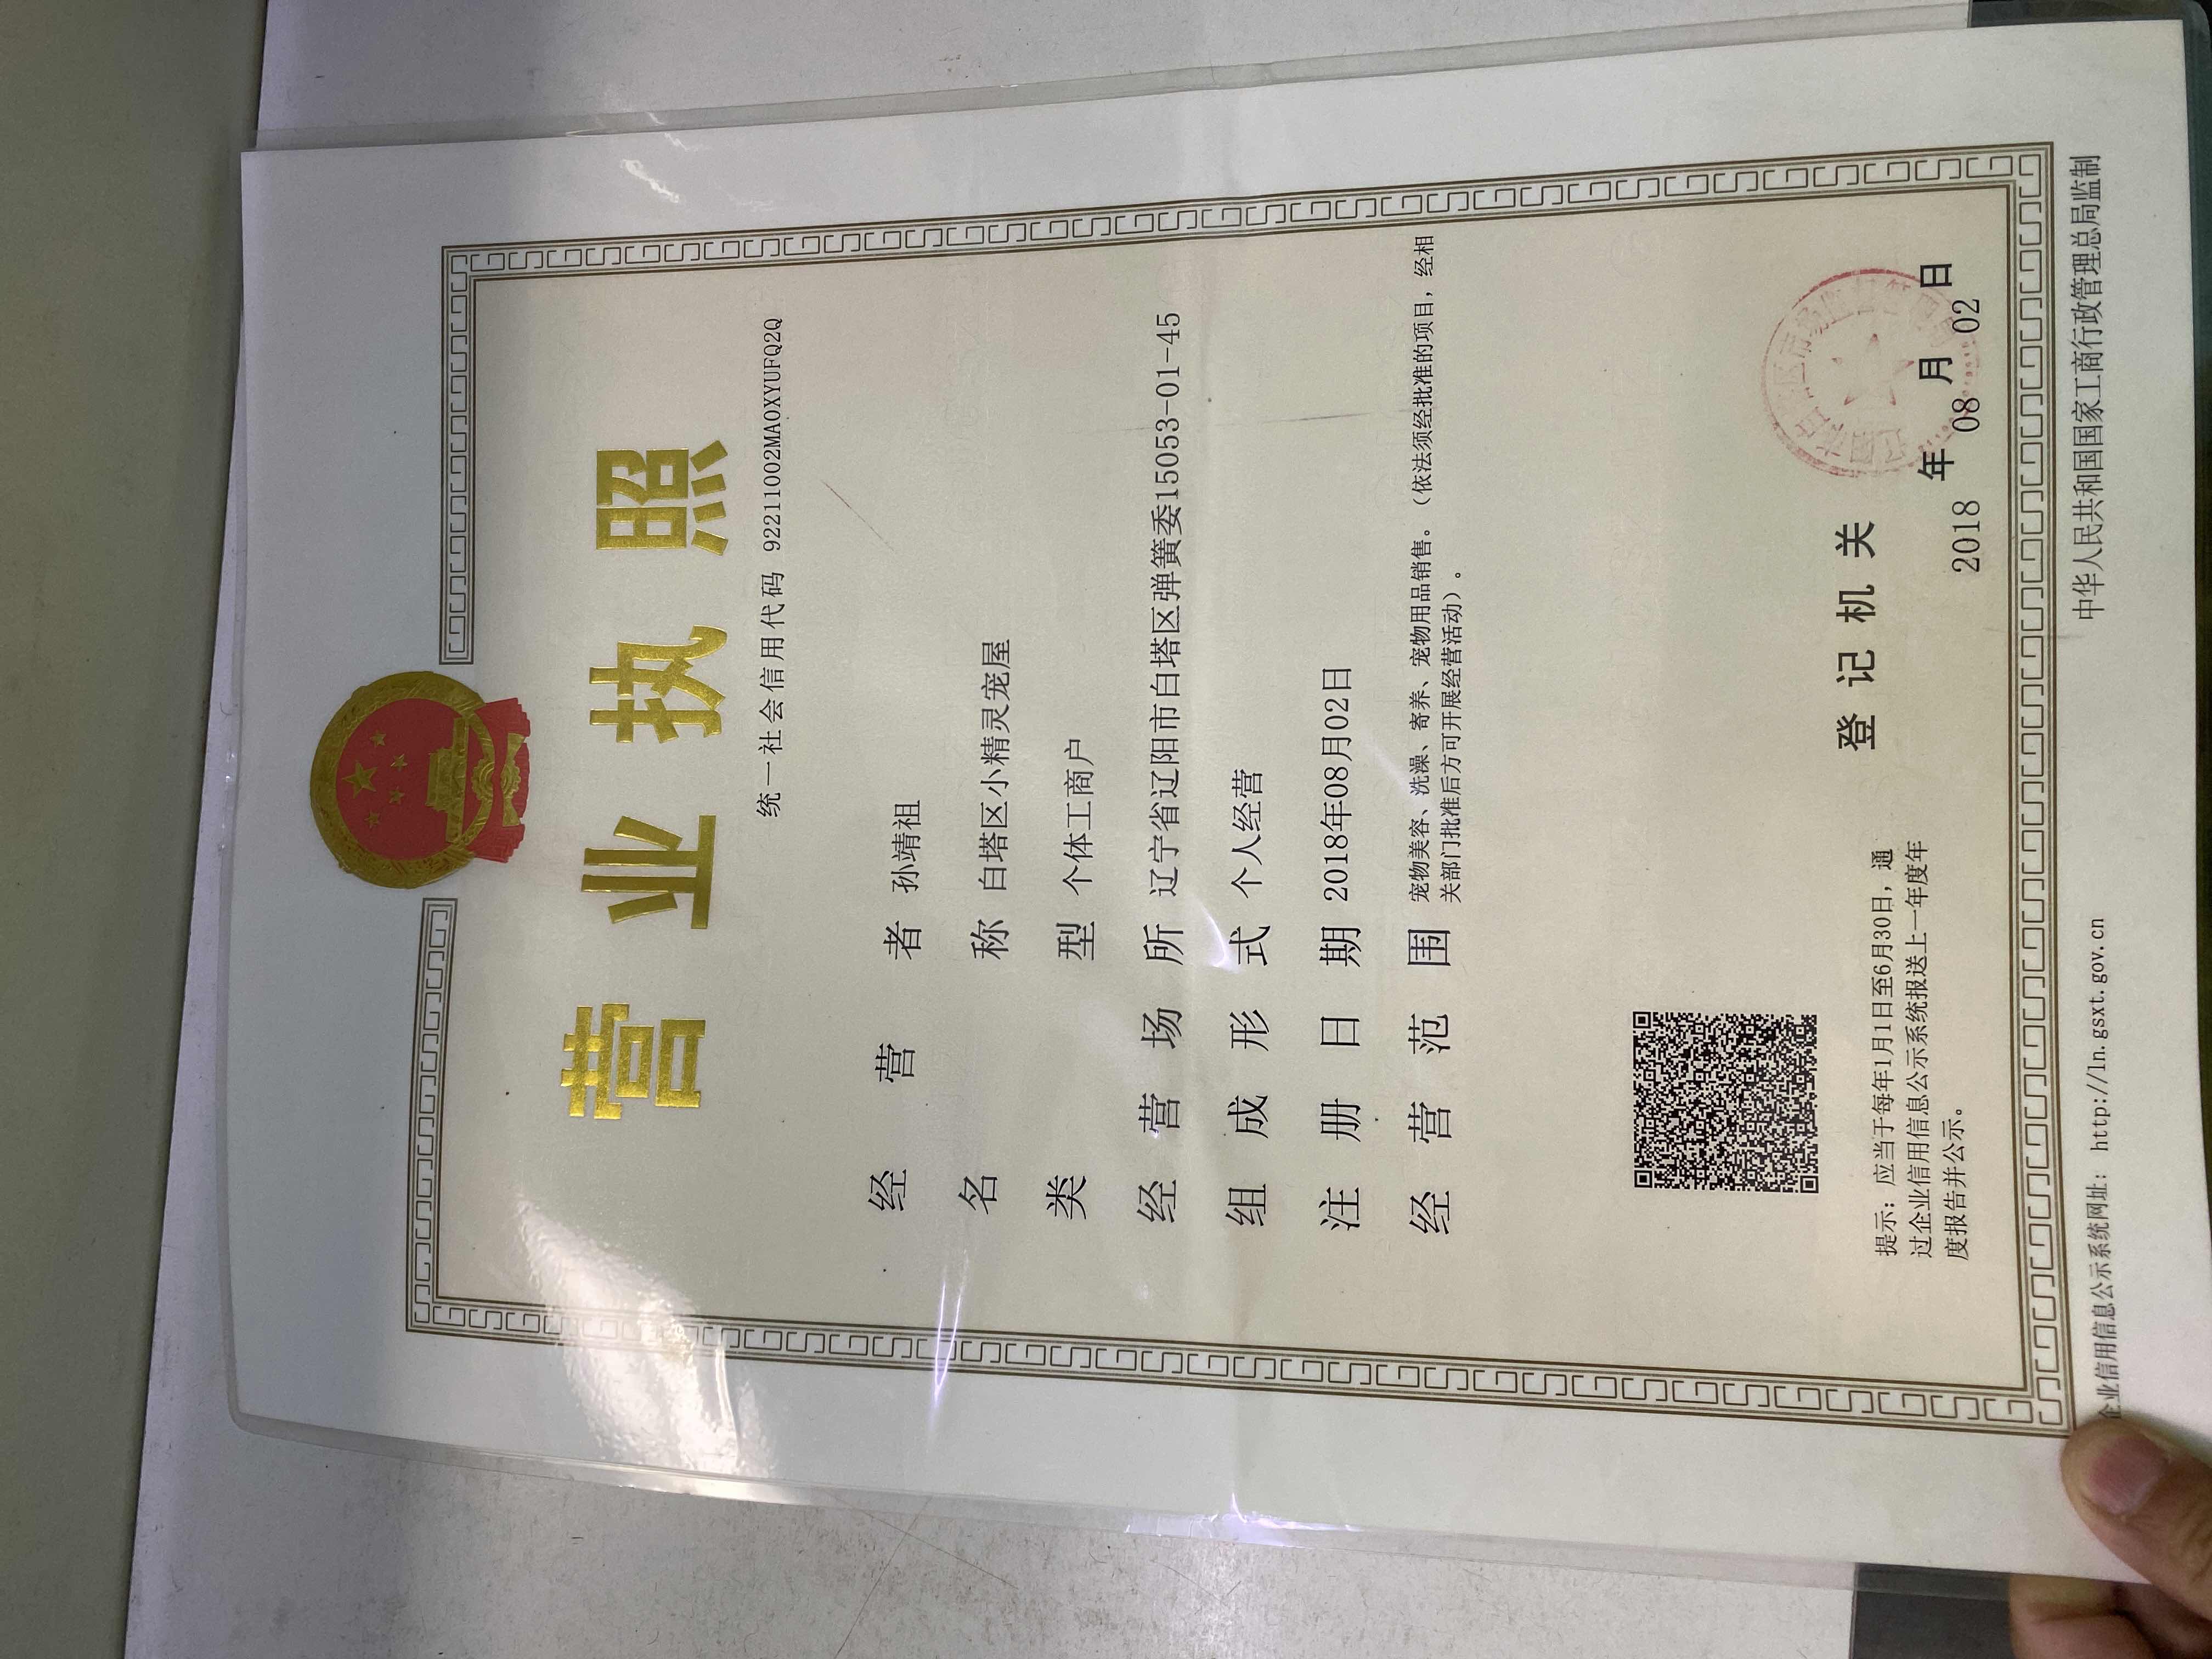 营业执照
统一社会信用代码 92211002MA0XYUFQ2Q
经营者 孙靖祖
名称 白塔区小精灵宠屋
类型 个体工商户
经营场所 辽宁省辽阳市白塔区弹簧委15053-01-45
组成形式 个人经营
注册日期 2018年08月02日
经营范围 宠物美容、洗澡、寄养、宠物用品销售。（依法须经批准的项目，经相
关部门批准后方可开展经营活动）。
登记机关
2018年08月02日
提示：应当于每年1月1日至6月30日，通
过企业信用信息公示系统报送上一年度年
度报告并公示。
企业信用信息公示系统网址： http://ln.gsxt.gov.cn
中华人民共和国国家工商行政管理总局监制